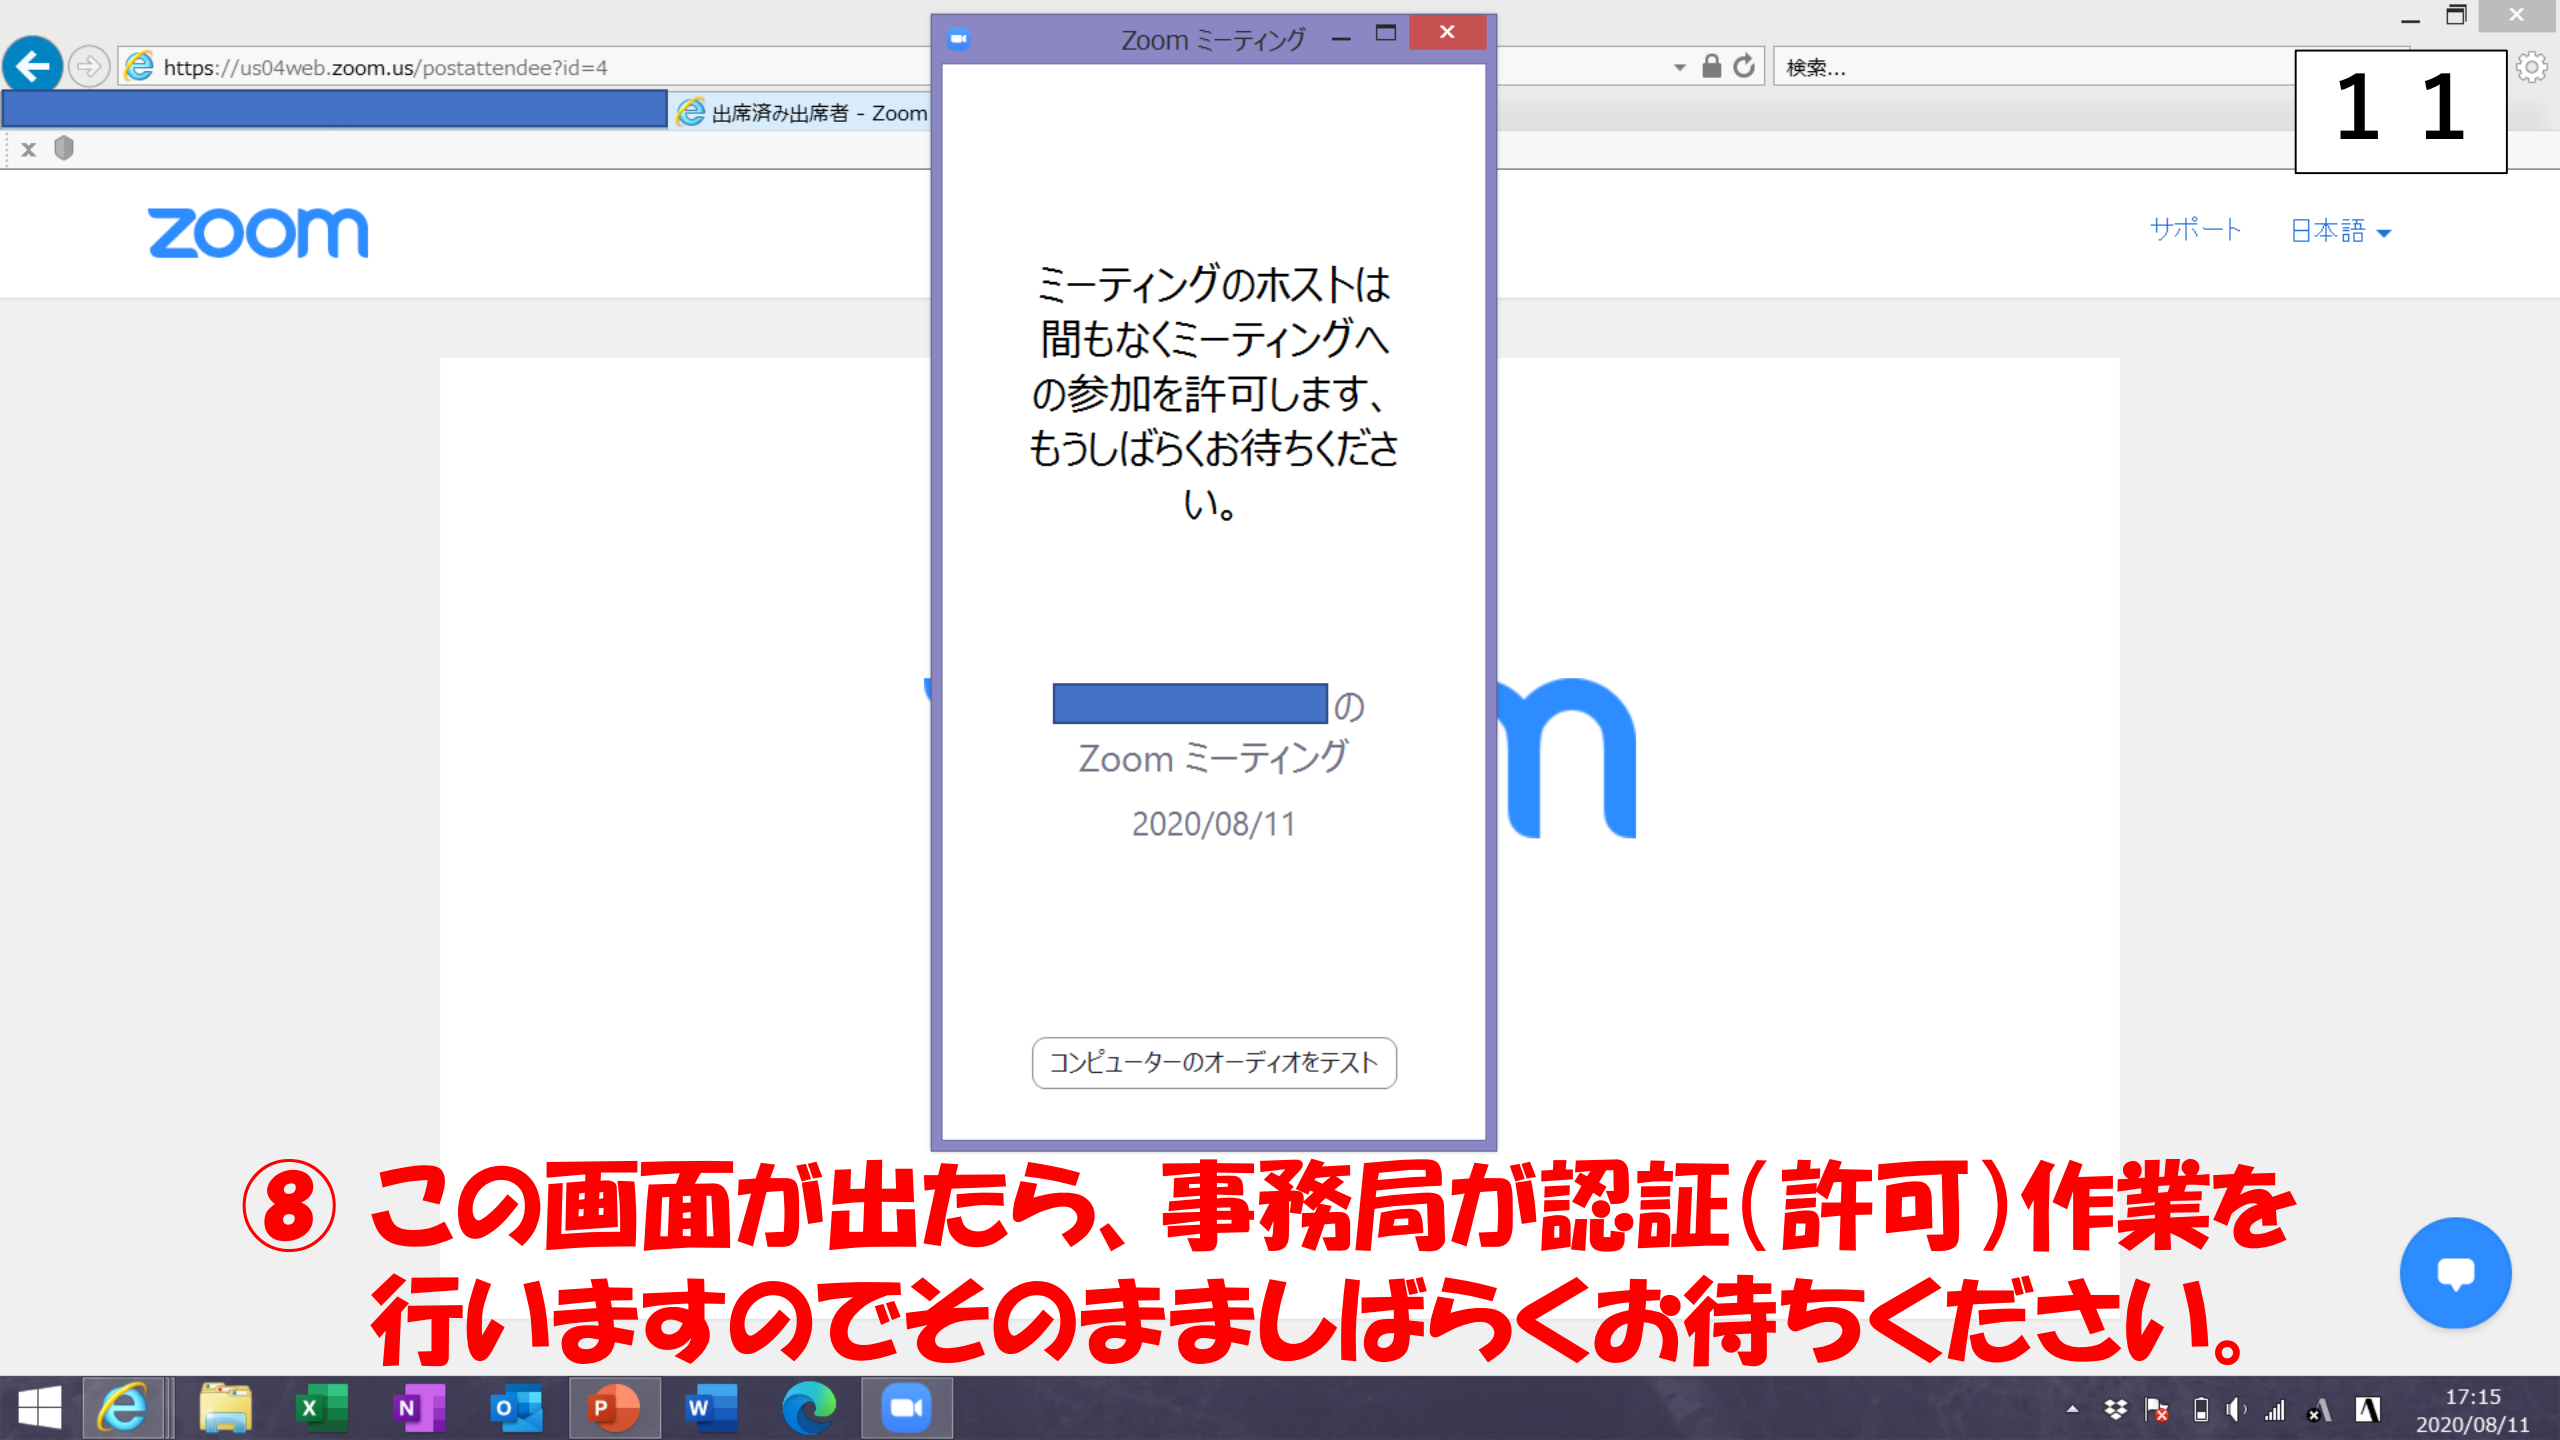 Zoom ミーティング
https://us04web.zoom.us/postattendee?id=4
検索...
11
出席済み出席者 - Zoom
x
zoom
サポート 日本語
ミーティングのホストは
間もなくミーティングへ
の参加を許可します、
もうしばらくお待ちくださ
い。
の
Zoom ミーティング
2020/08/11
コンピューターのオーディオをテスト
⑧ この画面が出たら、事務局が認証(許可)作業を
行いますのでそのまましばらくお待ちください。
17:15
2020/08/11